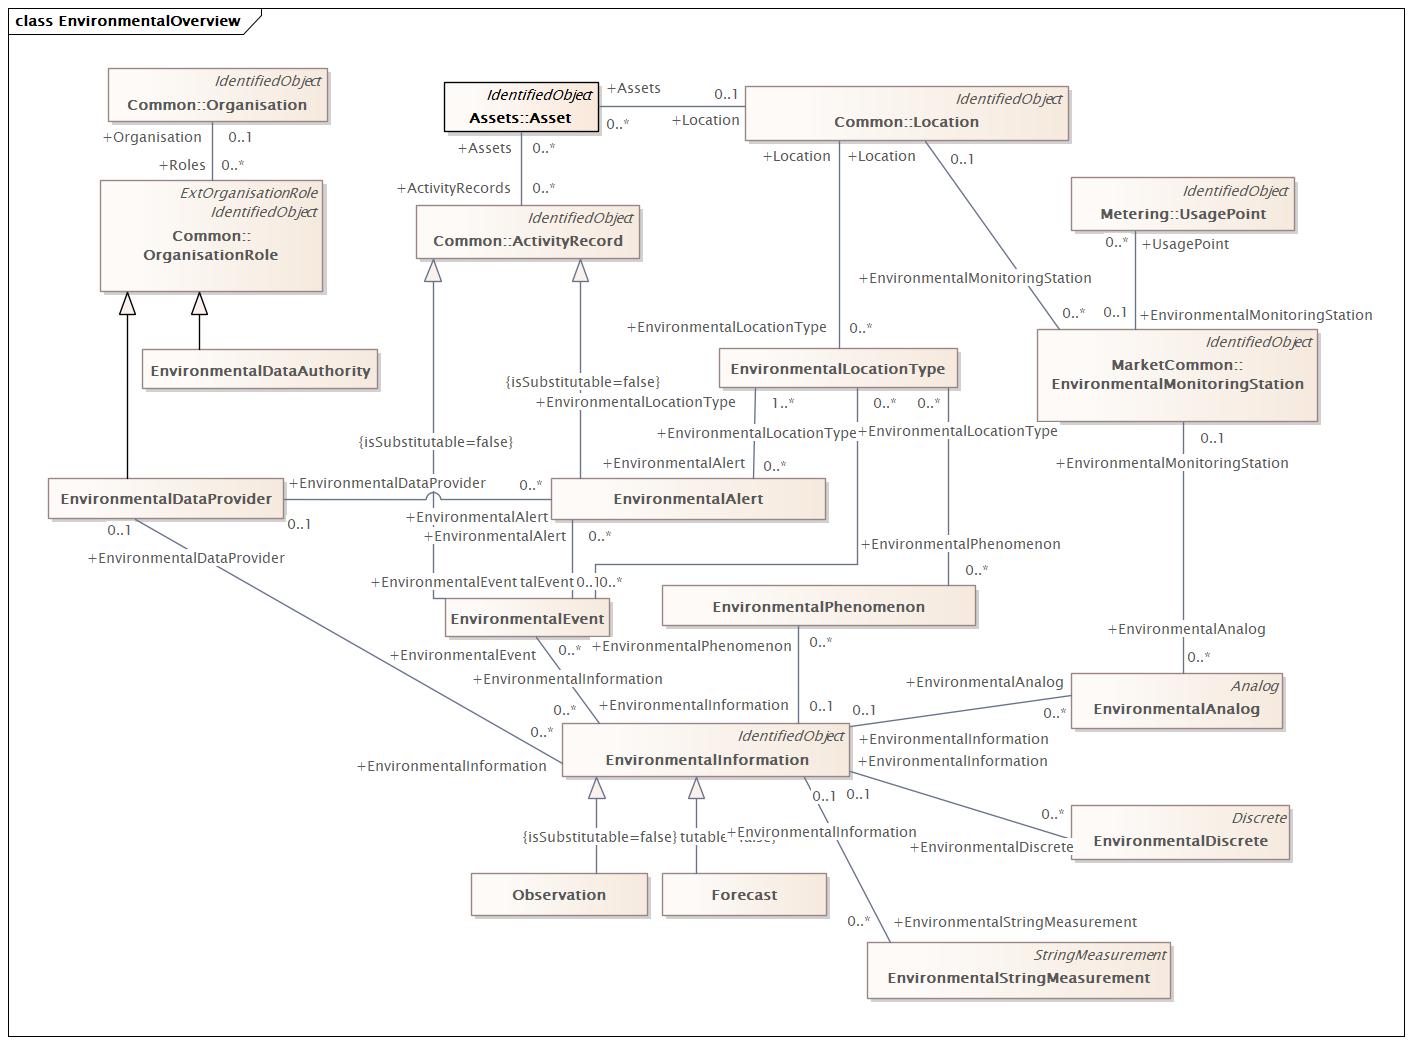 class EnvironmentalOverview
IdentifiedObject
Common::Organisation
+Organisation 0..1
+Roles 0..*
ExtOrganisationRole
IdentifiedObject
Common::
OrganisationRole
EnvironmentalDataAuthority
IdentifiedObject
Assets::Asset
+Assets 0..1
0..* +Location
+Assets 0..*
+ActivityRecords 0..*
IdentifiedObject
Common::ActivityRecord
IdentifiedObject
Common::Location
+Location +Location 0..1
IdentifiedObject
Metering::UsagePoint
0..* +UsagePoint
+EnvironmentalMonitoringStation
0..* 0..1 +EnvironmentalMonitoringStation
+EnvironmentalLocationType 0..*
IdentifiedObject
MarketCommon::
EnvironmentalMonitoringStation
EnvironmentalLocationType
{isSubstitutable=false}
+EnvironmentalLocationType 1..* 0..* 0..*
{isSubstitutable=false}
+EnvironmentalLocationType +EnvironmentalLocationType
0..1
+EnvironmentalMonitoringStation
+EnvironmentalAlert 0..*
EnvironmentalDataProvider
+EnvironmentalDataProvider 0..*
EnvironmentalAlert
0..1 0..1
+EnvironmentalDataProvider
+EnvironmentalAlert
+EnvironmentalAlert 0..*
+EnvironmentalPhenomenon
0..*
+EnvironmentalEvent talEvent 0..1 0..*
EnvironmentalEvent
EnvironmentalPhenomenon
+EnvironmentalEvent 0..* +EnvironmentalPhenomenon 0..*
+EnvironmentalAnalog
0..*
+EnvironmentalInformation
+EnvironmentalAnalog
0..* +EnvironmentalInformation 0..1 0..1 0..*
Analog
EnvironmentalAnalog
0..*
+EnvironmentalInformation
IdentifiedObject
EnvironmentalInformation
+EnvironmentalInformation
+EnvironmentalInformation
0..1 0..1
0..*
Discrete
EnvironmentalDiscrete
+EnvironmentalDiscrete
{isSubstitutable=false} tutable +EnvironmentalInformation
Observation
Forecast
0..* +EnvironmentalStringMeasurement
StringMeasurement
EnvironmentalStringMeasurement